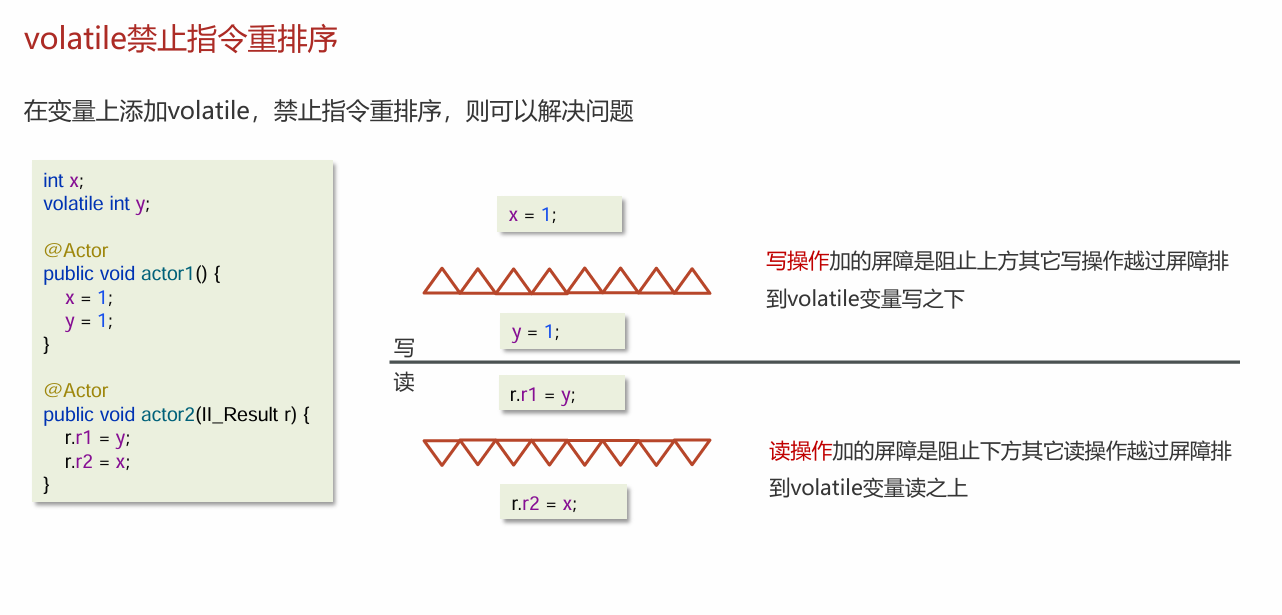 volatile禁止指令重排序
在变量上添加volatile，禁止指令重排序，则可以解决问题
int x;
volatile int y;
@Actor
public void actor1() {
x = 1;
y = 1;
}
@Actor
public void actor2(II_Result r) {
r.r1 = y;
r.r2 = x;
}
x = 1;
y = 1;
写
读
r.r1 = y;
r.r2 = x;
写操作加的屏障是阻止上方其它写操作越过屏障排
到volatile变量写之下
读操作加的屏障是阻止下方其它读操作越过屏障排
到volatile变量读之上